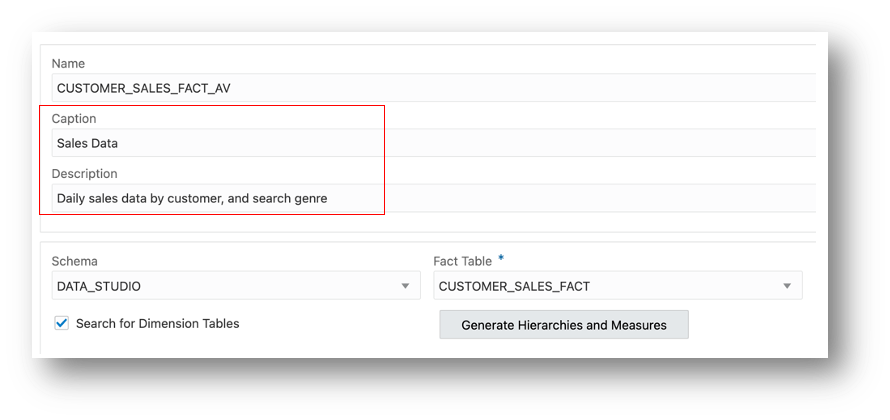 Name
CUSTOMER_SALES_FACT_AV
Caption
Sales Data
Description
Daily sales data by customer, and search genre
Schema
Fact Table *
DATA_STUDIO
CUSTOMER_SALES_FACT
Search for Dimension Tables
Generate Hierarchies and Measures